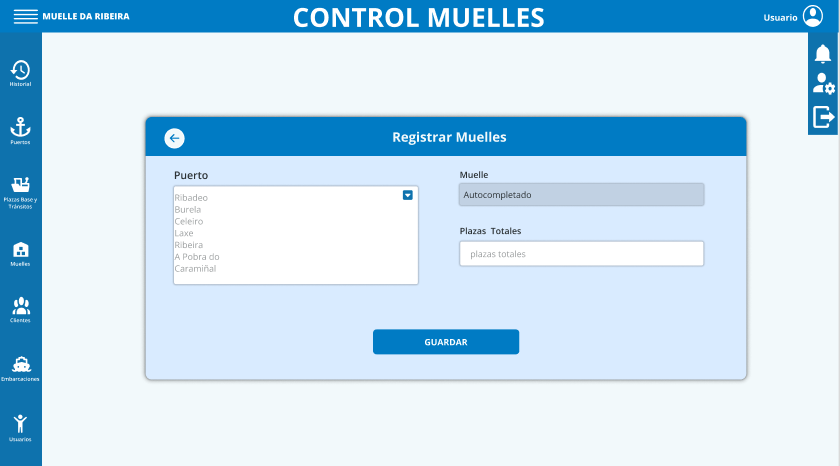 MUELLE DA RIBEIRA
CONTROL MUELLES
Usuario
Historial
Puertos
Plazas Base y
Tránsitos
Muelles
Clientes
Embarcaciones
Usuarios
Registrar Muelles
Puerto
Ribadeo
Burela
Celeiro
Laxe
Ribeira
A Pobra do
Caramiñal
Muelle
Autocompletado
Plazas Totales
plazas totales
GUARDAR